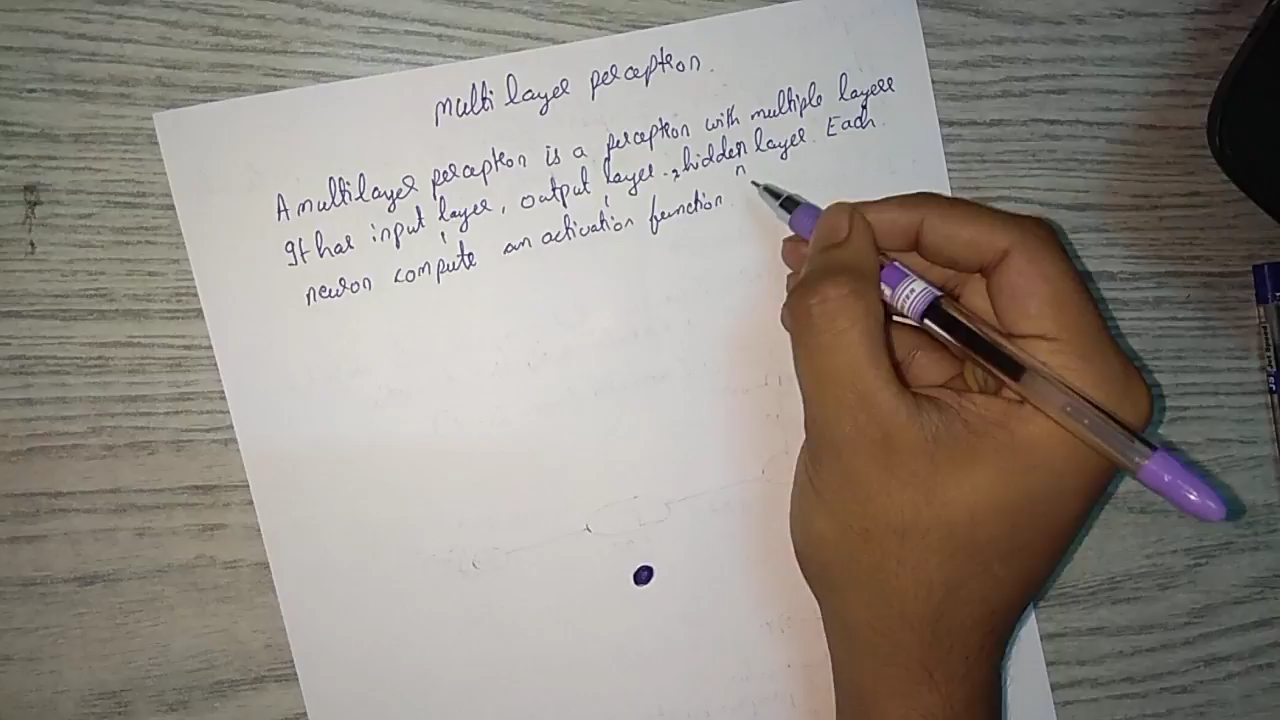 Multi layer perceptron.
A multilayer perceptron is a perceptron with multiple layers
It has input layer, output layer, hidden layer. Each
neuron compute an activation function.